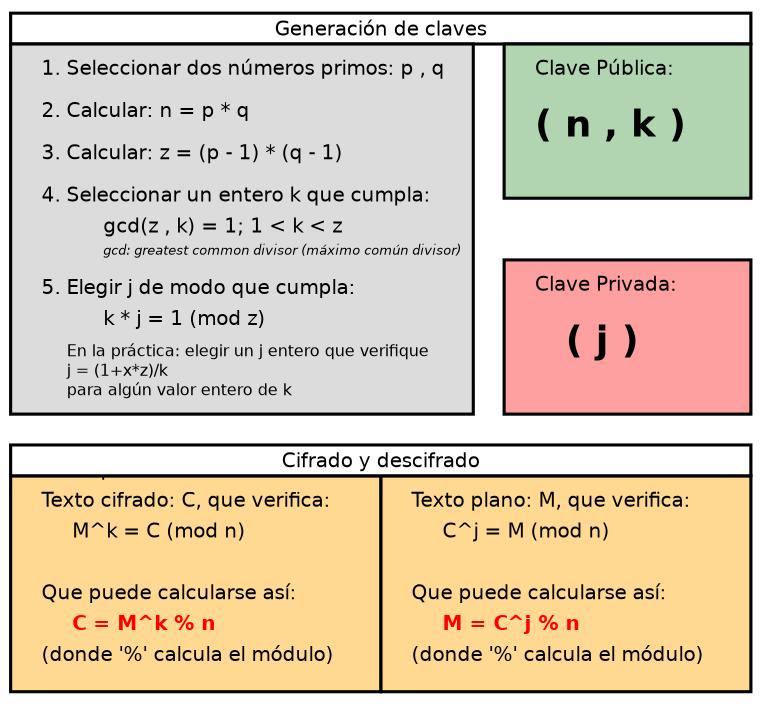 Generación de claves
1. Seleccionar dos números primos: p , q
2. Calcular: n = p * q
3. Calcular: z = (p - 1) * (q - 1)
4. Seleccionar un entero k que cumpla:
gcd(z , k) = 1; 1 < k < z
gcd: greatest common divisor (máximo común divisor)
5. Elegir j de modo que cumpla:
k * j = 1 (mod z)
En la práctica: elegir un j entero que verifique
j = (1+x*z)/k
para algún valor entero de k
Clave Pública:
( n , k )
Clave Privada:
( j )
Cifrado y descifrado
Texto cifrado: C, que verifica:
M^k = C (mod n)
Que puede calcularse así:
C = M^k % n
(donde '%' calcula el módulo)
Texto plano: M, que verifica:
C^j = M (mod n)
Que puede calcularse así:
M = C^j % n
(donde '%' calcula el módulo)